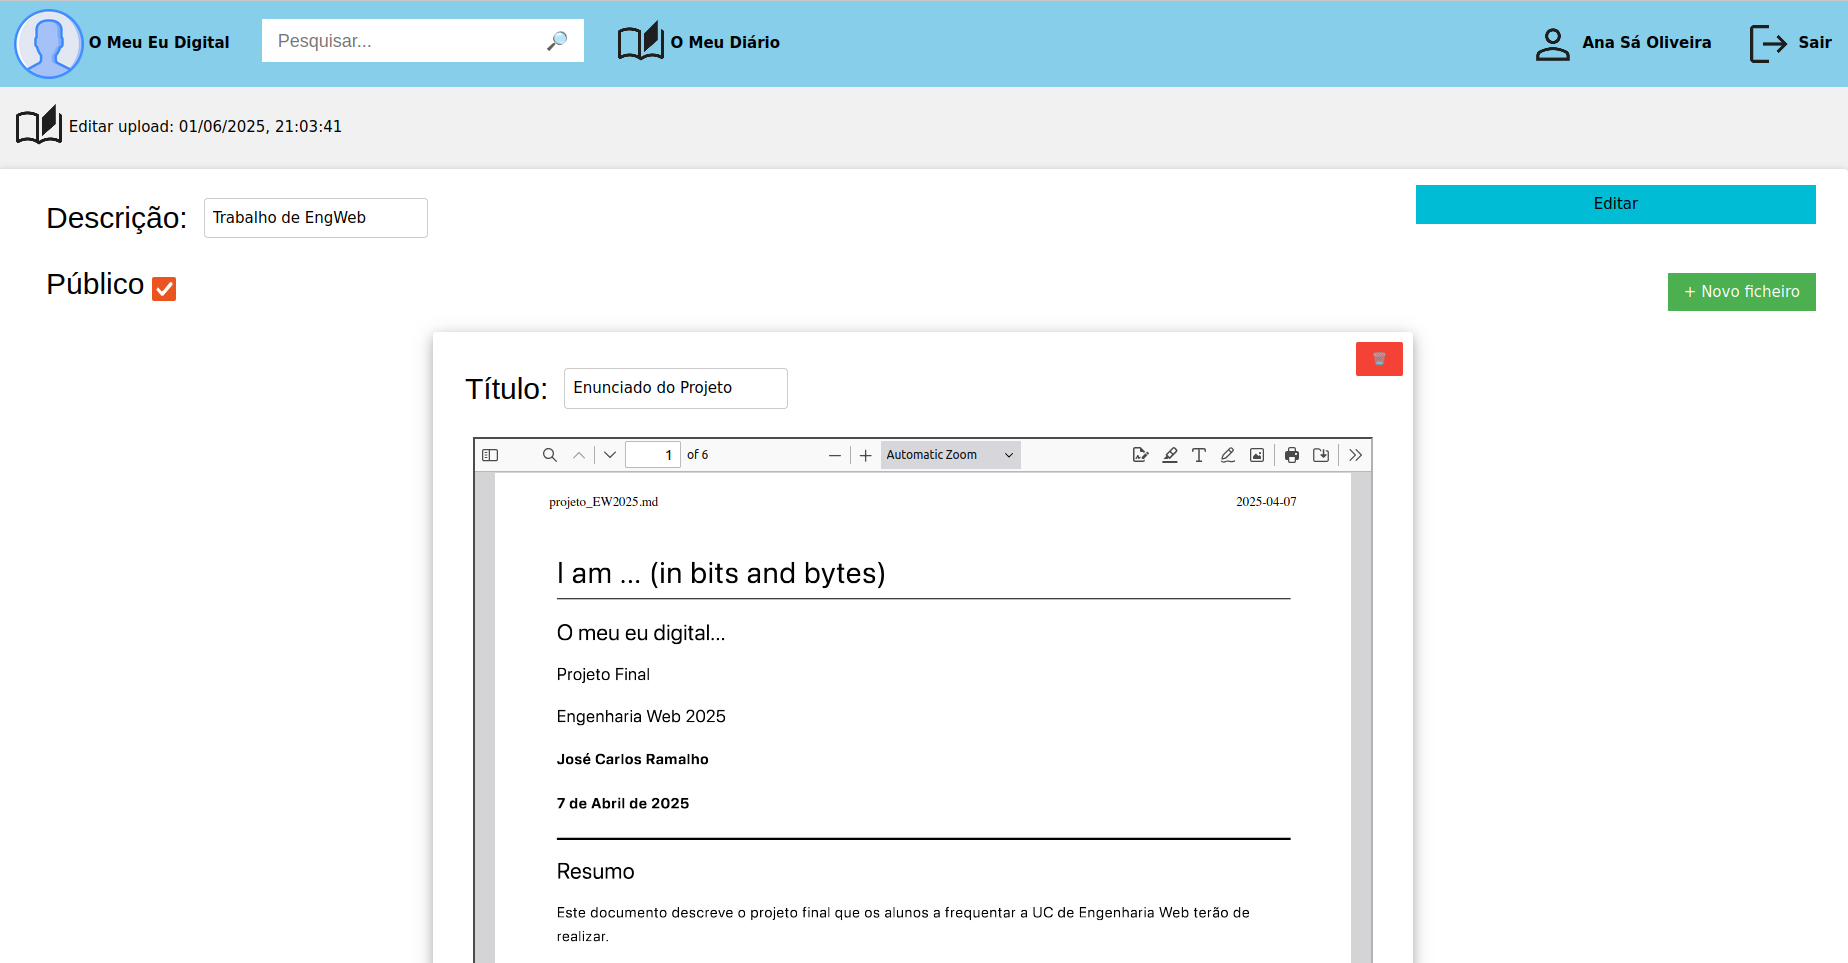 O Meu Eu Digital
Pesquisar...
O Meu Diário
Ana Sá Oliveira
Sair
Editar upload: 01/06/2025, 21:03:41
Descrição: Trabalho de EngWeb
Editar
Público
+ Novo ficheiro
Título: Enunciado do Projeto
1 of 6
Automatic Zoom
projeto_EW2025.md
2025-04-07
I am ... (in bits and bytes)
O meu eu digital...
Projeto Final
Engenharia Web 2025
José Carlos Ramalho
7 de Abril de 2025
Resumo
Este documento descreve o projeto final que os alunos a frequentar a UC de Engenharia Web terão de
realizar.